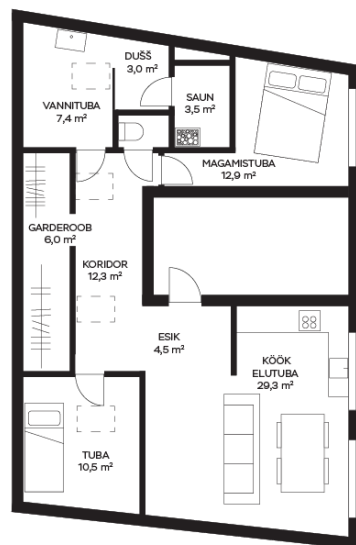 DUŠŠ
3,0 m²
SAUN
3,5 m²
VANNITUBA
7,4 m²
MAGAMISTUBA
12,9 m²
GARDEROOB
6,0 m²
KORIDOR
12,3 m²
ESIK
4,5 m²
KÖÖK
ELUTUBA
29,3 m²
TUBA
10,5 m²